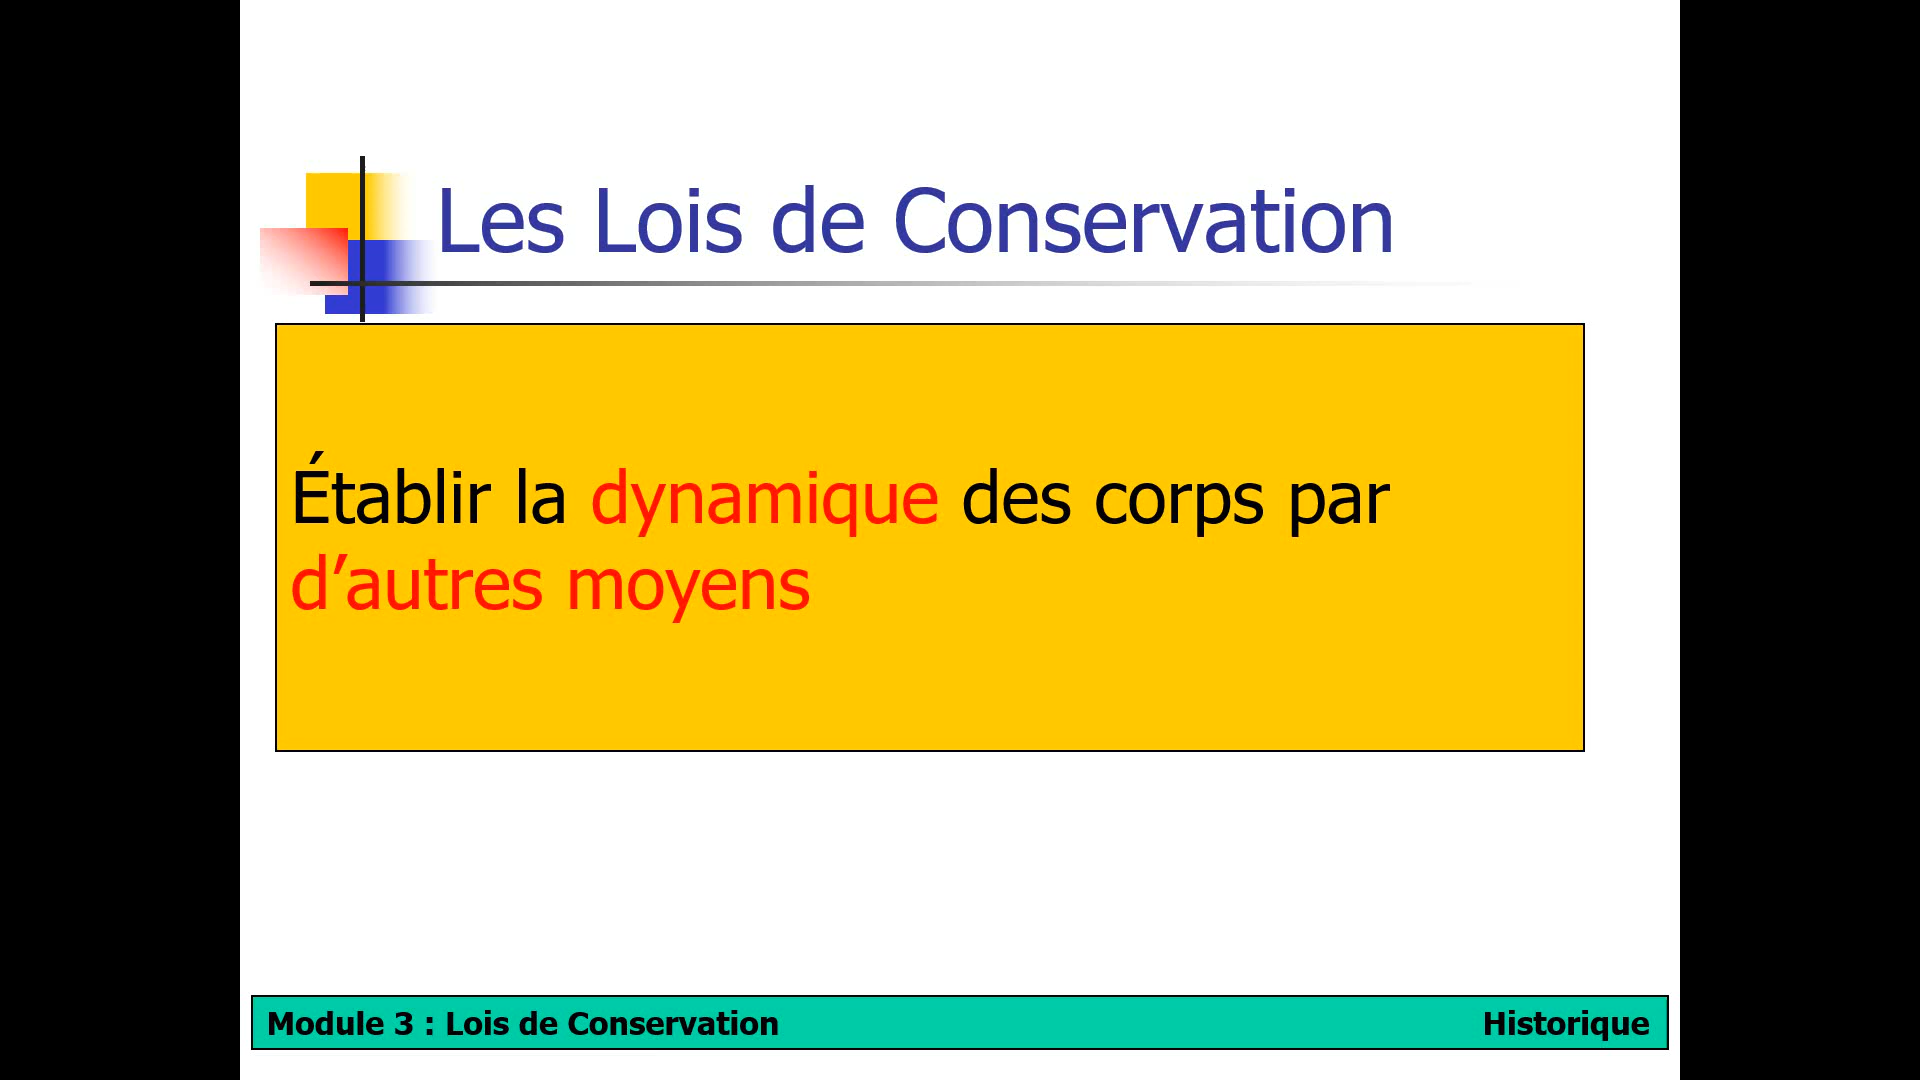 Les Lois de Conservation
Établir la dynamique des corps par
d’autres moyens
Module 3 : Lois de Conservation
Historique